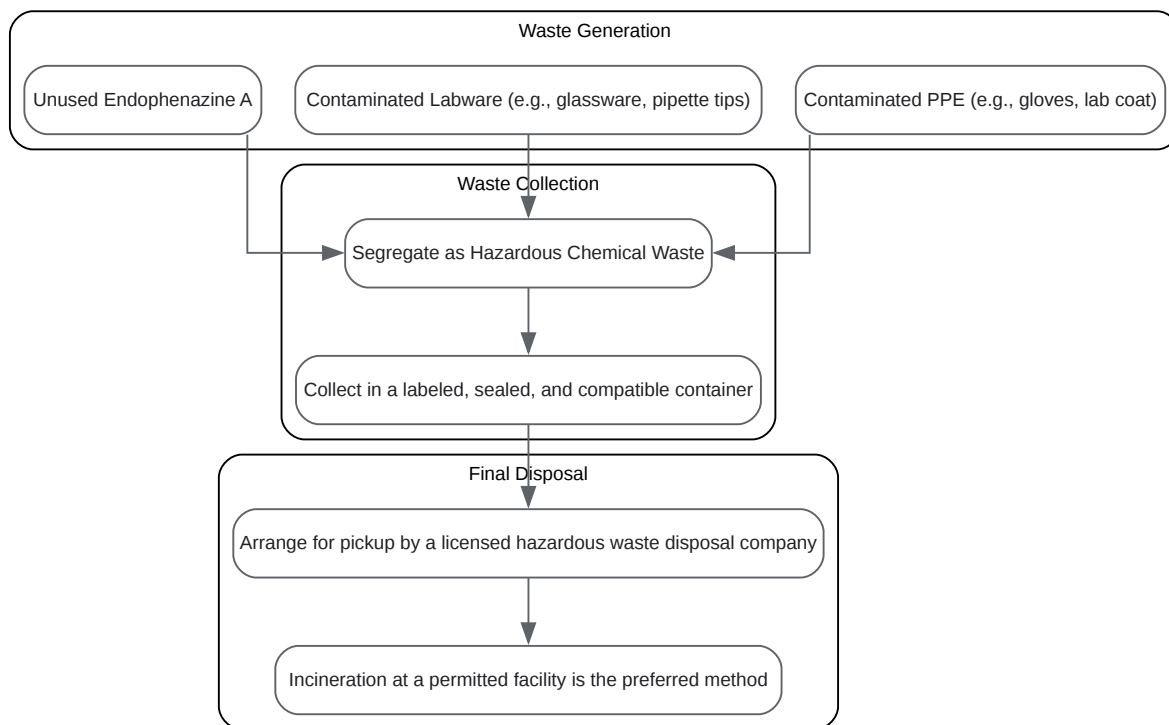 Waste Generation
Unused Endophenazine A
Contaminated Labware (e.g., glassware, pipette tips)
Contaminated PPE (e.g., gloves, lab coat)
Waste Collection
Segregate as Hazardous Chemical Waste
Collect in a labeled, sealed, and compatible container
Final Disposal
Arrange for pickup by a licensed hazardous waste disposal company
Incineration at a permitted facility is the preferred method